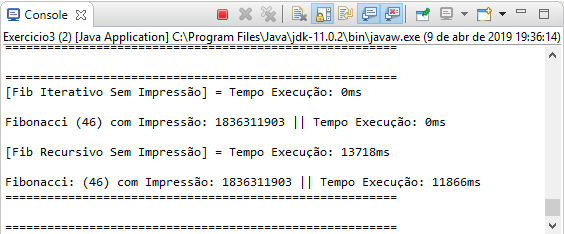 Console
Exercicio3 (2) [Java Application] C:\Program Files\Java\jdk-11.0.2\bin\javaw.exe (9 de abr de 2019 19:36:14)
========================================================
========================================================
[Fib Iterativo Sem Impressão] = Tempo Execução: 0ms
Fibonacci (46) com Impressão: 1836311903 || Tempo Execução: 0ms
[Fib Recursivo Sem Impressão] = Tempo Execução: 13718ms
Fibonacci: (46) com Impressão: 1836311903 || Tempo Execução: 11866ms
========================================================
========================================================